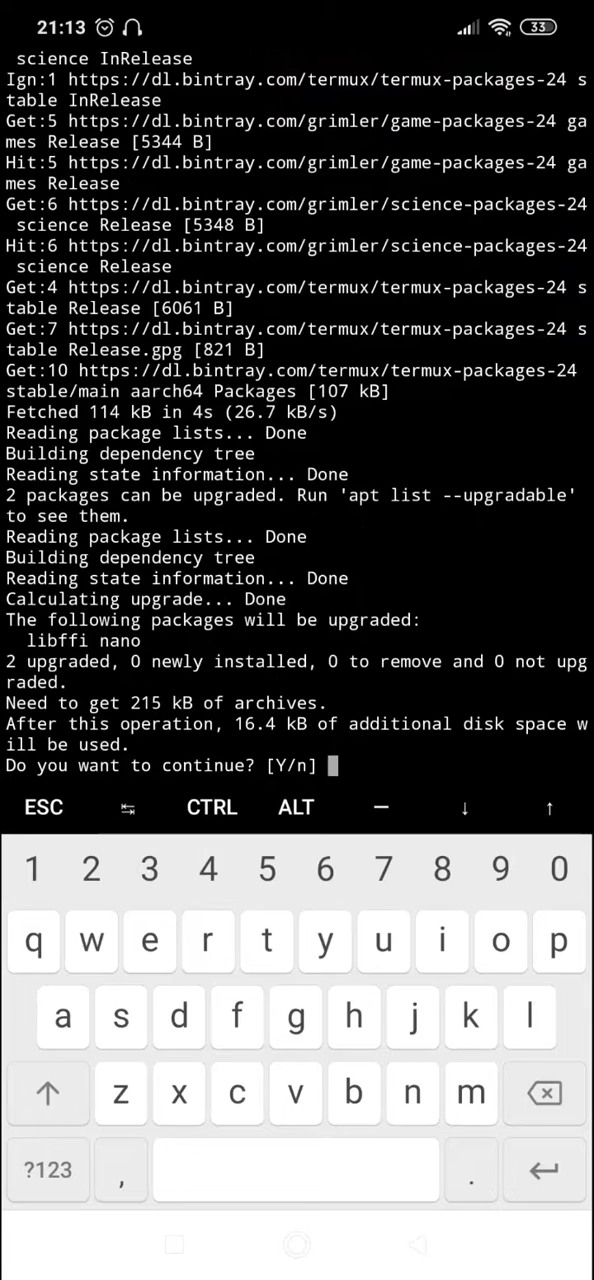 21:13 33
science InRelease
Ign:1 https://dl.bintray.com/termux/termux-packages-24 s
table InRelease
Get:5 https://dl.bintray.com/grimler/game-packages-24 ga
mes Release [5344 B]
Hit:5 https://dl.bintray.com/grimler/game-packages-24 ga
mes Release
Get:6 https://dl.bintray.com/grimler/science-packages-24
science Release [5348 B]
Hit:6 https://dl.bintray.com/grimler/science-packages-24
science Release
Get:4 https://dl.bintray.com/termux/termux-packages-24 s
table Release [6061 B]
Get:7 https://dl.bintray.com/termux/termux-packages-24 s
table Release.gpg [821 B]
Get:10 https://dl.bintray.com/termux/termux-packages-24
stable/main aarch64 Packages [107 kB]
Fetched 114 kB in 4s (26.7 kB/s)
Reading package lists... Done
Building dependency tree
Reading state information... Done
2 packages can be upgraded. Run 'apt list --upgradable'
to see them.
Reading package lists... Done
Building dependency tree
Reading state information... Done
Calculating upgrade... Done
The following packages will be upgraded:
libffi nano
2 upgraded, 0 newly installed, 0 to remove and 0 not upg
raded.
Need to get 215 kB of archives.
After this operation, 16.4 kB of additional disk space w
ill be used.
Do you want to continue? [Y/n]
ESC ↹ CTRL ALT — ↓ ↑
1 2 3 4 5 6 7 8 9 0
q w e r t y u i o p
a s d f g h j k l
z x c v b n m
?123 , .